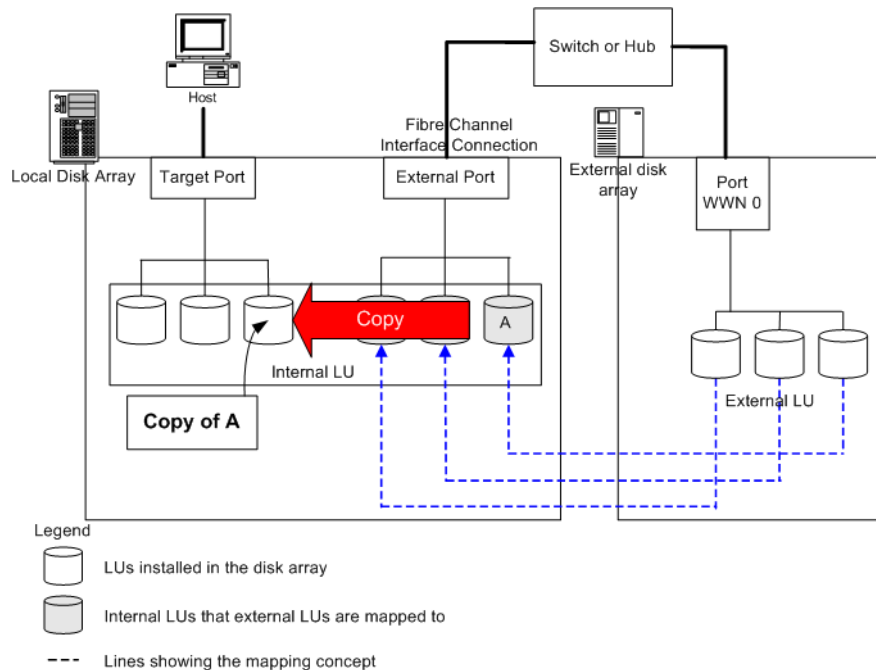 Switch or Hub
Host
Fibre Channel
Interface Connection
Local Disk Array
Target Port
External Port
External disk
array
Port
WWN 0
Copy
A
Internal LU
External LU
Copy of A
Legend
LUs installed in the disk array
Internal LUs that external LUs are mapped to
Lines showing the mapping concept